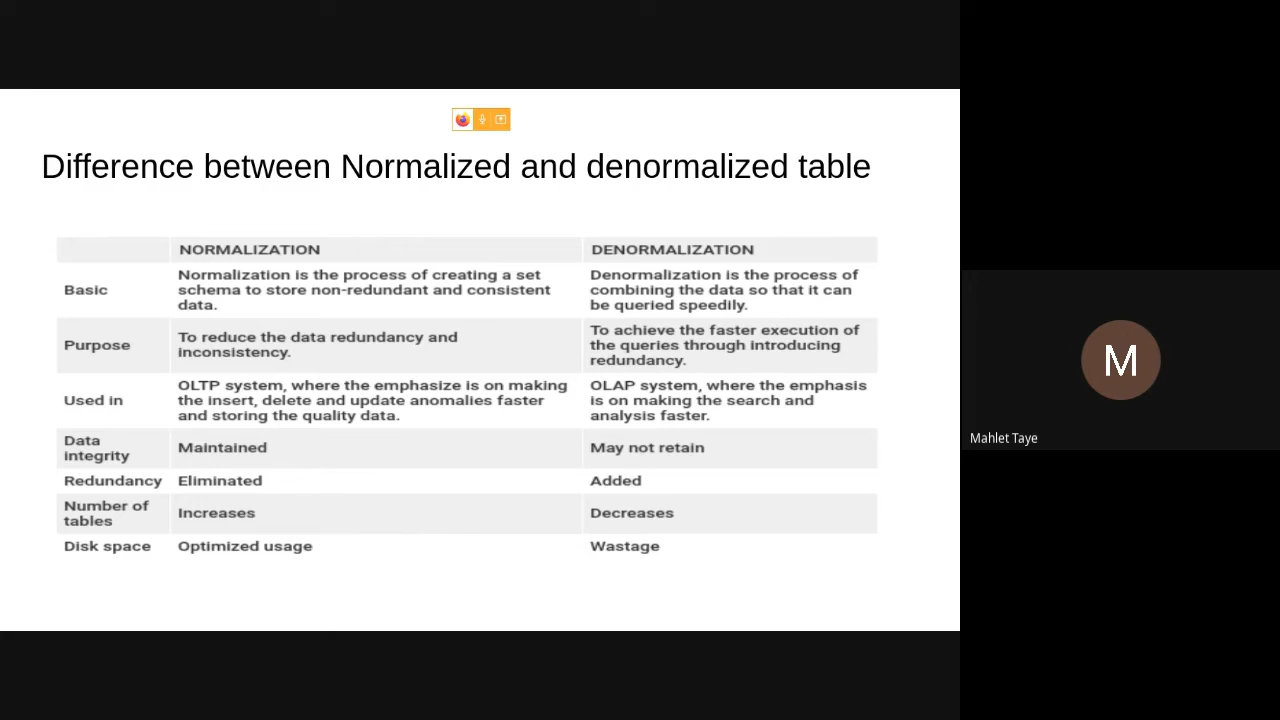 Difference between Normalized and denormalized table
NORMALIZATION DENORMALIZATION
Basic
Normalization is the process of creating a set
schema to store non-redundant and consistent
data.
Denormalization is the process of
combining the data so that it can
be queried speedily.
Purpose
To reduce the data redundancy and
inconsistency.
To achieve the faster execution of
the queries through introducing
redundancy.
Used in
OLTP system, where the emphasize is on making
the insert, delete and update anomalies faster
and storing the quality data.
OLAP system, where the emphasis
is on making the search and
analysis faster.
Data
integrity
Maintained
May not retain
Redundancy Eliminated Added
Number of
tables
Increases
Decreases
Disk space Optimized usage Wastage
M
Mahlet Taye